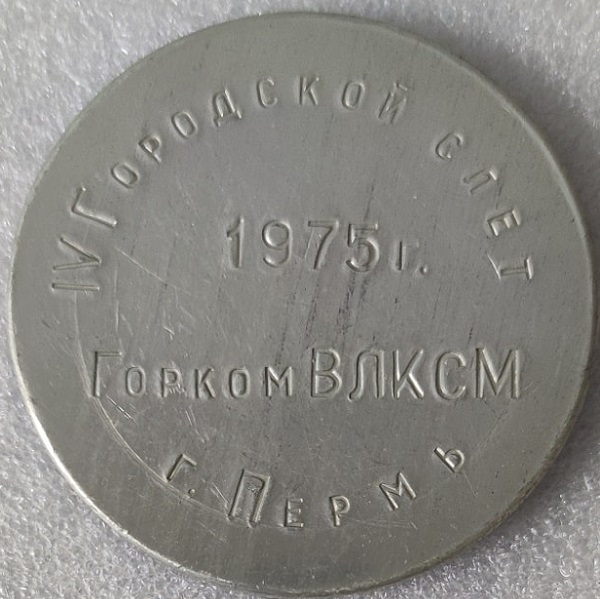 IV Городской слет
1975 г.
Горком ВЛКСМ
г. Пермь